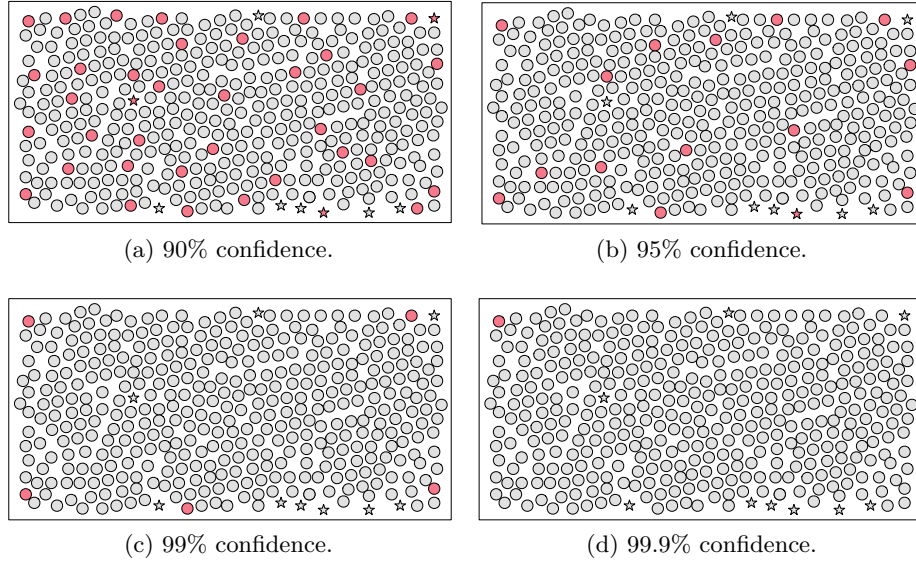 (a) 90% confidence.
(b) 95% confidence.
(c) 99% confidence.
(d) 99.9% confidence.